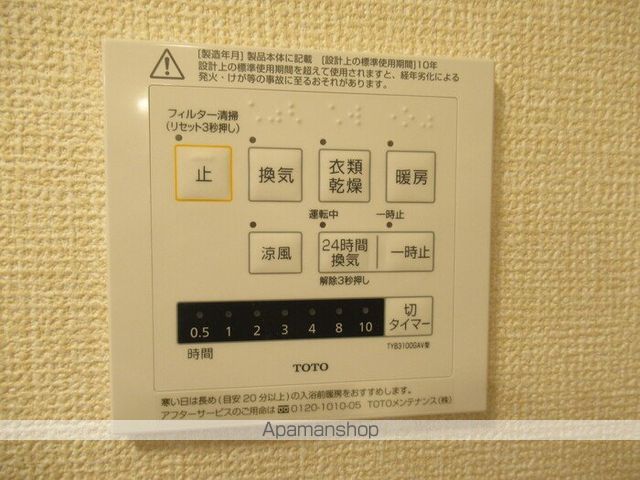 [製造年月] 製品本体に記載 [設計上の標準使用期間]10年
設計上の標準使用期間を超えて使用されますと、経年劣化による
発火・けが等の事故に至るおそれがあります。
フィルター清掃
(リセット3秒押し)
止
換気
衣類
乾燥
暖房
運転中
一時止
涼風
24時間
換気
一時止
解除3秒押し
0.5 1 2 3 4 8 10
切
タイマー
時間
TYB3100GAV型
TOTO
寒い日は長め(目安20分以上)の入浴前暖房をおすすめします。
アフターサービスのご用命は 0120-1010-05 TOTOメンテナンス(株)
Apamanshop